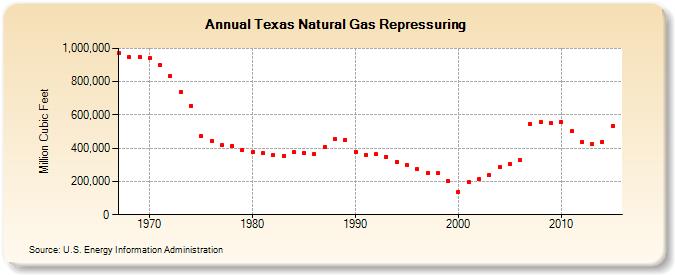 Annual Texas Natural Gas Repressuring
Million Cubic Feet
1,000,000
800,000
600,000
400,000
200,000
0
1970 1980 1990 2000 2010
Source: U.S. Energy Information Administration